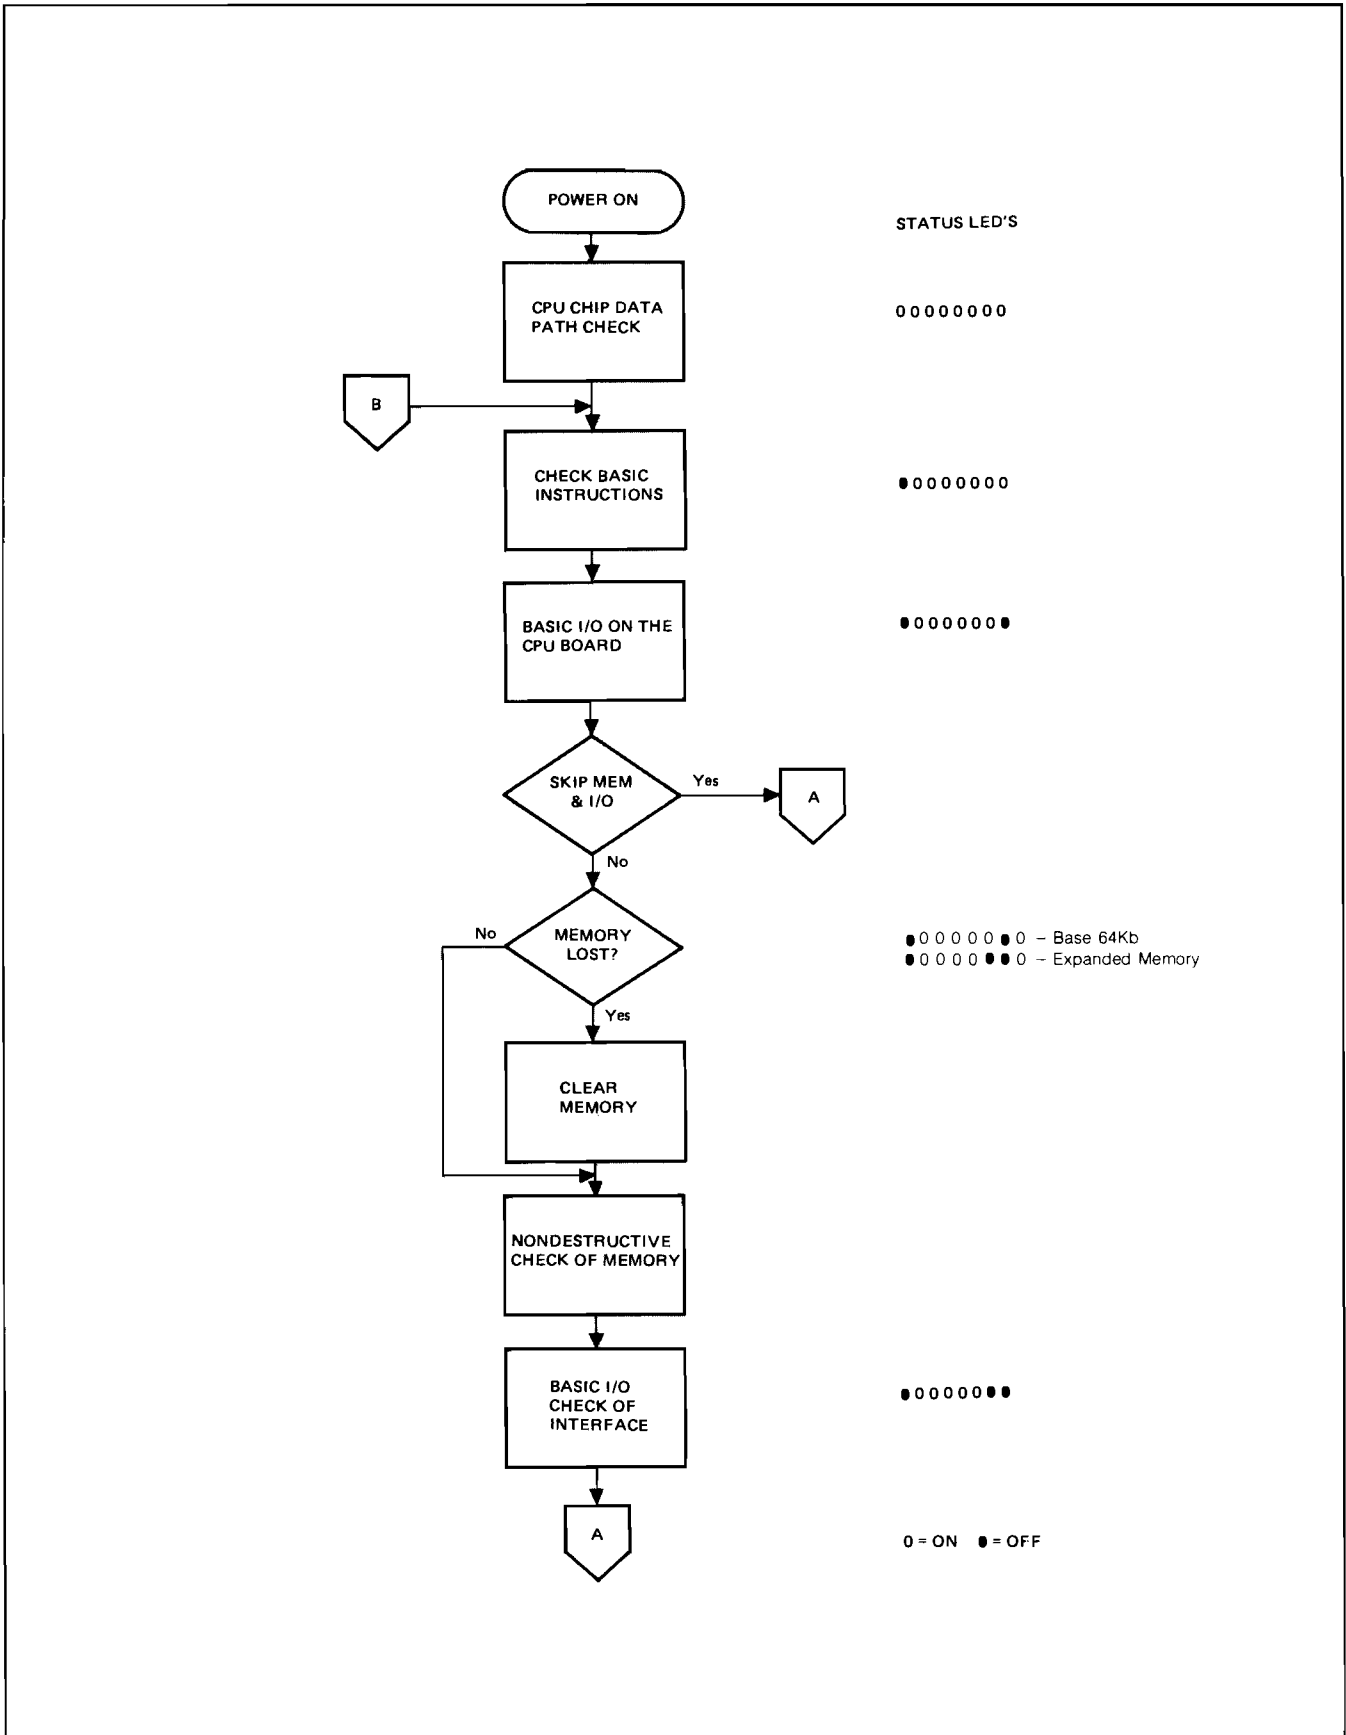 POWER ON
STATUS LED'S
CPU CHIP DATA
PATH CHECK
00000000
B
CHECK BASIC
INSTRUCTIONS
●0000000
BASIC I/O ON THE
CPU BOARD
●000000●
SKIP MEM
& I/O
Yes
A
No
MEMORY
LOST?
No
●00000●0 – Base 64Kb
●0000●●0 – Expanded Memory
Yes
CLEAR
MEMORY
NONDESTRUCTIVE
CHECK OF MEMORY
BASIC I/O
CHECK OF
INTERFACE
●00000●●
A
0 = ON ● = OFF